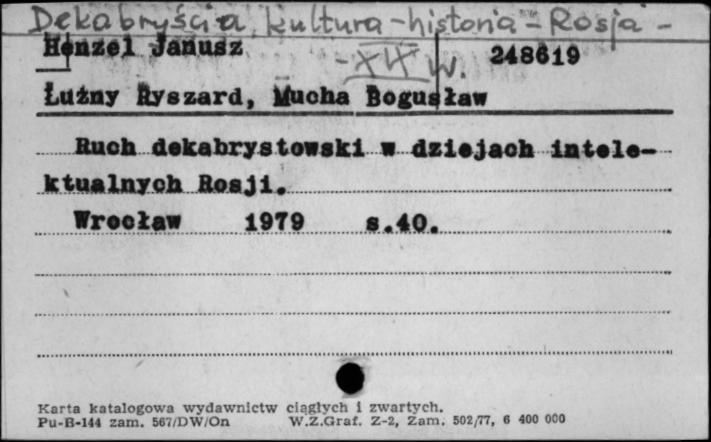 Dekabryści a kultura - historia - Rosja -
- XIX w.
Henzel Janusz 248619
Łużny Ryszard, Mucha Bogusław
Ruch dekabrystowski w dziejach intele-
ktualnych Rosji.
Wrocław 1979 s.40.
Karta katalogowa wydawnictw ciągłych i zwartych.
Pu-B-144 zam. 567/DW/On W.Z.Graf. Z-2, Zam. 502/77, 6 400 000